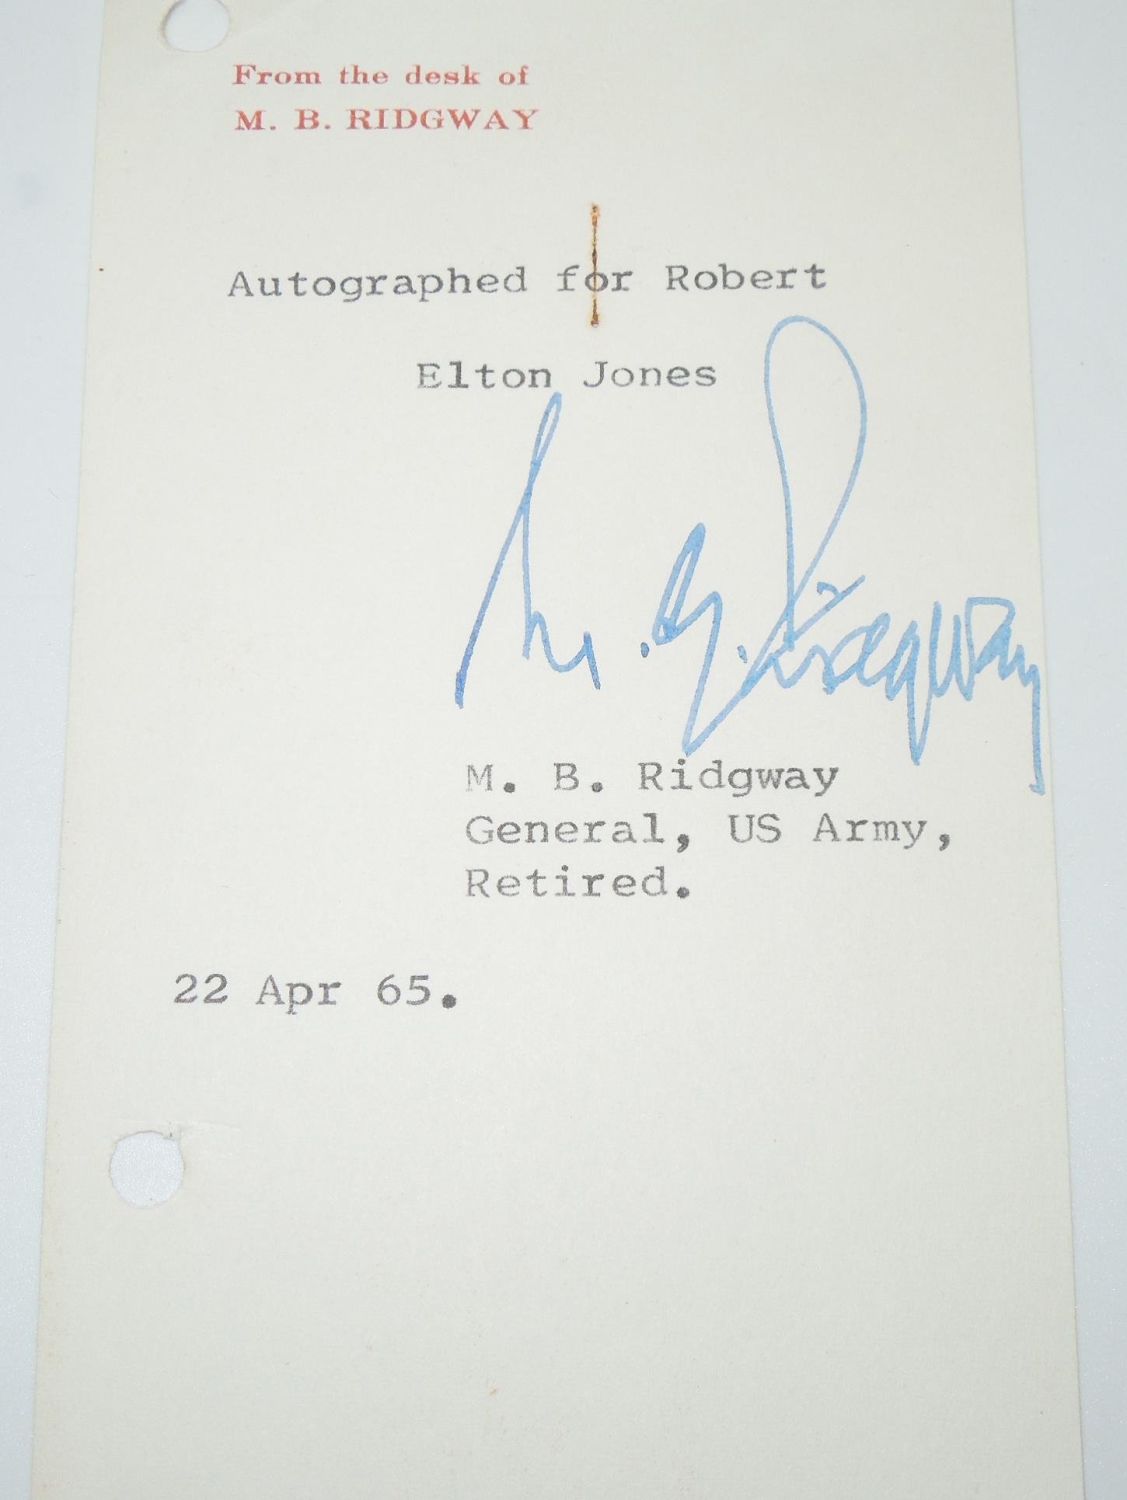 From the desk of
M. B. RIDGWAY
Autographed for Robert
Elton Jones
M. B. Ridgway
M. B. Ridgway
General, US Army,
Retired.
22 Apr 65.